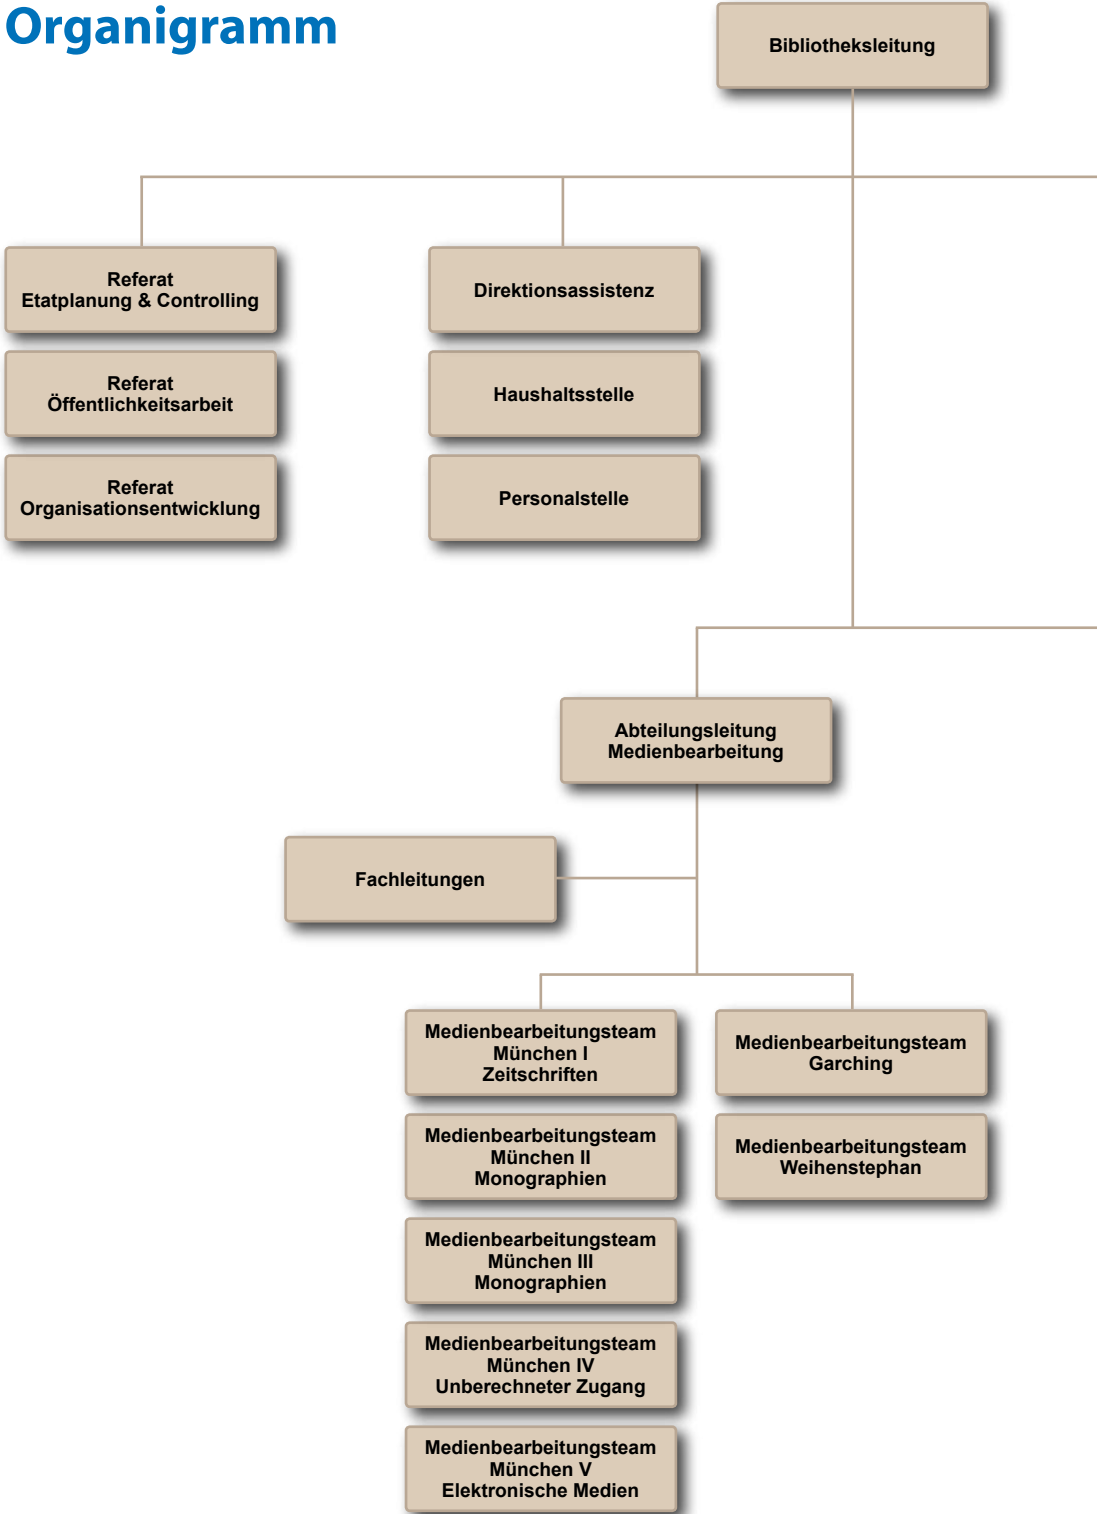 Organigramm
Bibliotheksleitung
Referat
Etatplanung & Controlling
Referat
Öffentlichkeitsarbeit
Referat
Organisationsentwicklung
Direktionsassistenz
Haushaltsstelle
Personalstelle
Abteilungsleitung
Medienbearbeitung
Fachleitungen
Medienbearbeitungsteam
München I
Zeitschriften
Medienbearbeitungsteam
München II
Monographien
Medienbearbeitungsteam
München III
Monographien
Medienbearbeitungsteam
München IV
Unberechneter Zugang
Medienbearbeitungsteam
München V
Elektronische Medien
Medienbearbeitungsteam
Garching
Medienbearbeitungsteam
Weihenstephan